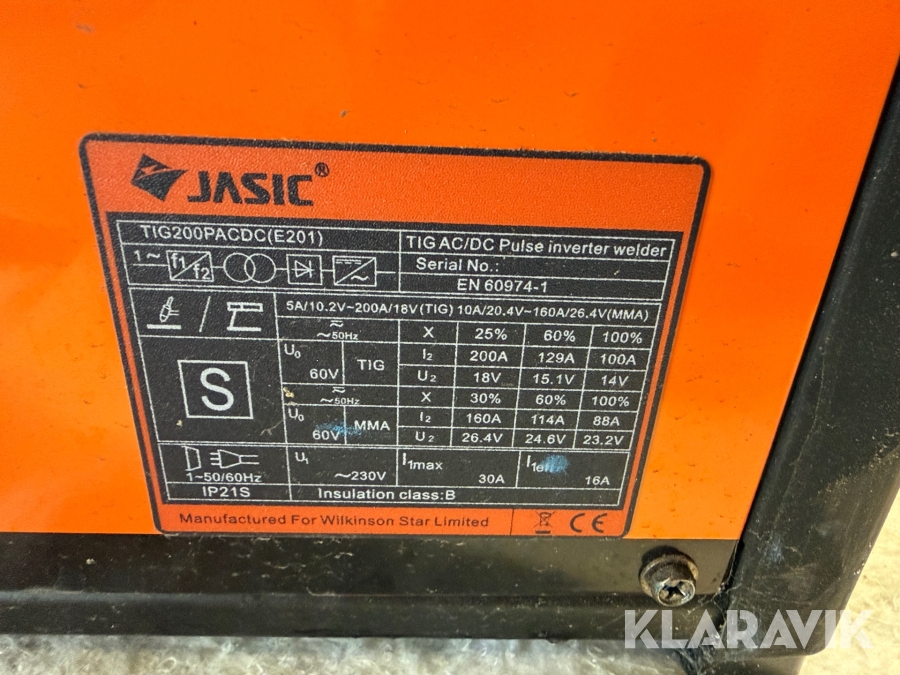 JASIC®
TIG200PACDC(E201)
TIG AC/DC Pulse inverter welder
1~ f1/f2
Serial No.:
EN 60974-1
5A/10.2V~200A/18V(TIG) 10A/20.4V~160A/26.4V(MMA)
~50Hz X 25% 60% 100%
U0 60V TIG I2 200A 129A 100A
U2 18V 15.1V 14V
~50Hz X 30% 60% 100%
S
U0 60V MMA I2 160A 114A 88A
U2 26.4V 24.6V 23.2V
1~50/60Hz U1 ~230V I1max 30A I1eff 16A
IP21S Insulation class:B
Manufactured For Wilkinson Star Limited CE
KLARAVIK